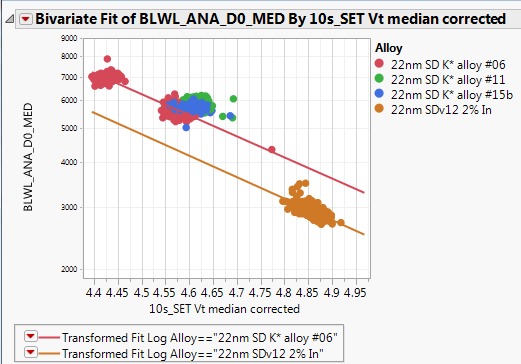 Bivariate Fit of BLWL_ANA_D0_MED By 10s_SET Vt median corrected
BLWL_ANA_D0_MED
9000
8000
7000
6000
5000
4000
3000
2000
4.4 4.45 4.5 4.55 4.6 4.65 4.7 4.75 4.8 4.85 4.9 4.95
10s_SET Vt median corrected
Alloy
22nm SD K* alloy #06
22nm SD K* alloy #11
22nm SD K* alloy #15b
22nm SDv12 2% In
Transformed Fit Log Alloy=="22nm SD K* alloy #06"
Transformed Fit Log Alloy=="22nm SDv12 2% In"